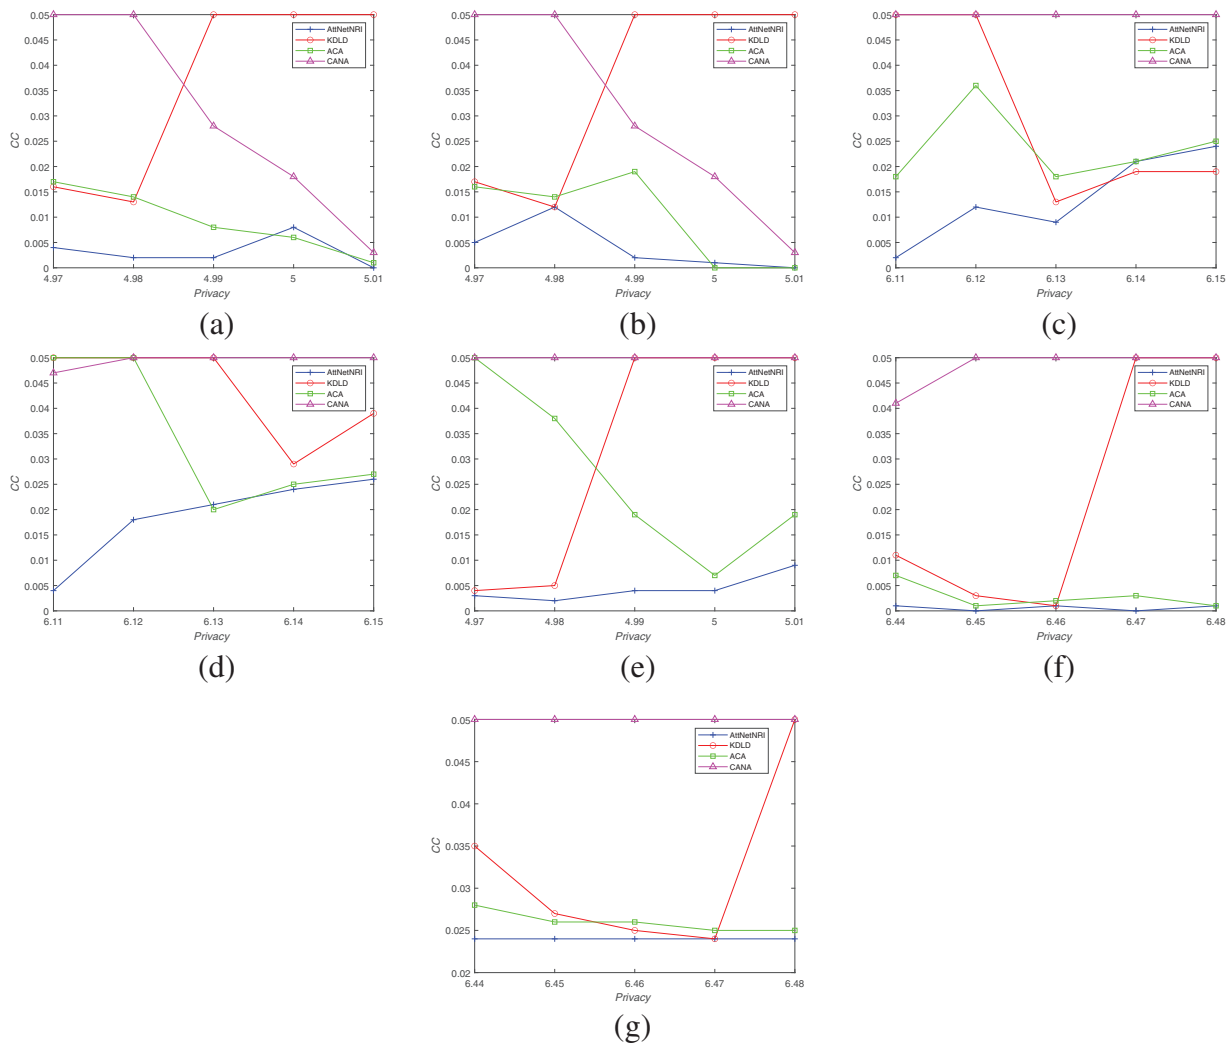 0.05
0.045
0.04
0.035
0.03
0.025
0.02
0.015
0.01
0.005
0
CC
4.97 4.98 4.99 5 5.01
Privacy
AttNetNRI
KDLD
ACA
CANA
(a)
0.05
0.045
0.04
0.035
0.03
0.025
0.02
0.015
0.01
0.005
0
CC
4.97 4.98 4.99 5 5.01
Privacy
AttNetNRI
KDLD
ACA
CANA
(b)
0.05
0.045
0.04
0.035
0.03
0.025
0.02
0.015
0.01
0.005
0
CC
6.11 6.12 6.13 6.14 6.15
Privacy
AttNetNRI
KDLD
ACA
CANA
(c)
0.05
0.045
0.04
0.035
0.03
0.025
0.02
0.015
0.01
0.005
0
CC
6.11 6.12 6.13 6.14 6.15
Privacy
AttNetNRI
KDLD
ACA
CANA
(d)
0.05
0.045
0.04
0.035
0.03
0.025
0.02
0.015
0.01
0.005
0
CC
4.97 4.98 4.99 5 5.01
Privacy
AttNetNRI
KDLD
ACA
CANA
(e)
0.05
0.045
0.04
0.035
0.03
0.025
0.02
0.015
0.01
0.005
0
CC
6.44 6.45 6.46 6.47 6.48
Privacy
AttNetNRI
KDLD
ACA
CANA
(f)
0.05
0.045
0.04
0.035
0.03
0.025
0.02
CC
6.44 6.45 6.46 6.47 6.48
Privacy
AttNetNRI
KDLD
ACA
CANA
(g)